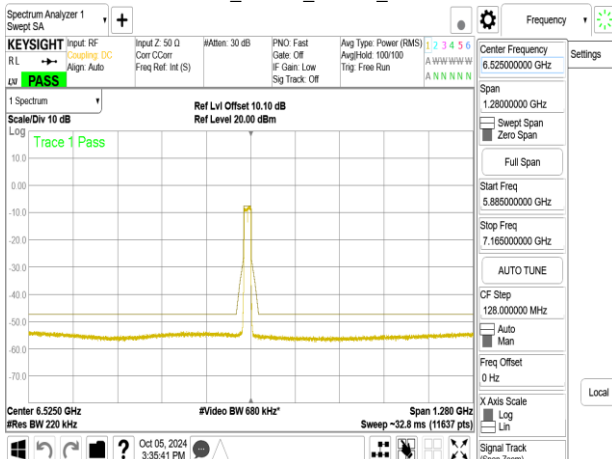 Spectrum Analyzer 1
Swept SA
+
Frequency
KEYSIGHT
RL
LXI
PASS
Input: RF
Coupling: DC
Align: Auto
Input Z: 50 Ω
Corr CCorr
Freq Ref: Int (S)
#Atten: 30 dB
PNO: Fast
Gate: Off
IF Gain: Low
Sig Track: Off
Avg Type: Power (RMS)
Avg|Hold: 100/100
Trig: Free Run
1 2 3 4 5 6
A W W W W W
A N N N N N
1 Spectrum
Scale/Div 10 dB
Ref Lvl Offset 10.10 dB
Ref Level 20.00 dBm
Log
Trace 1 Pass
10.0
0.00
-10.0
-20.0
-30.0
-40.0
-50.0
-60.0
-70.0
Center 6.5250 GHz
#Res BW 220 kHz
#Video BW 680 kHz*
Span 1.280 GHz
Sweep ~32.8 ms (11637 pts)
?
Oct 05, 2024
3:35:41 PM
Center Frequency
6.525000000 GHz
Span
1.28000000 GHz
Swept Span
Zero Span
Full Span
Start Freq
5.885000000 GHz
Stop Freq
7.165000000 GHz
AUTO TUNE
CF Step
128.000000 MHz
Auto
Man
Freq Offset
0 Hz
X Axis Scale
Log
Lin
Signal Track
(Span Zoom)
Settings
Local